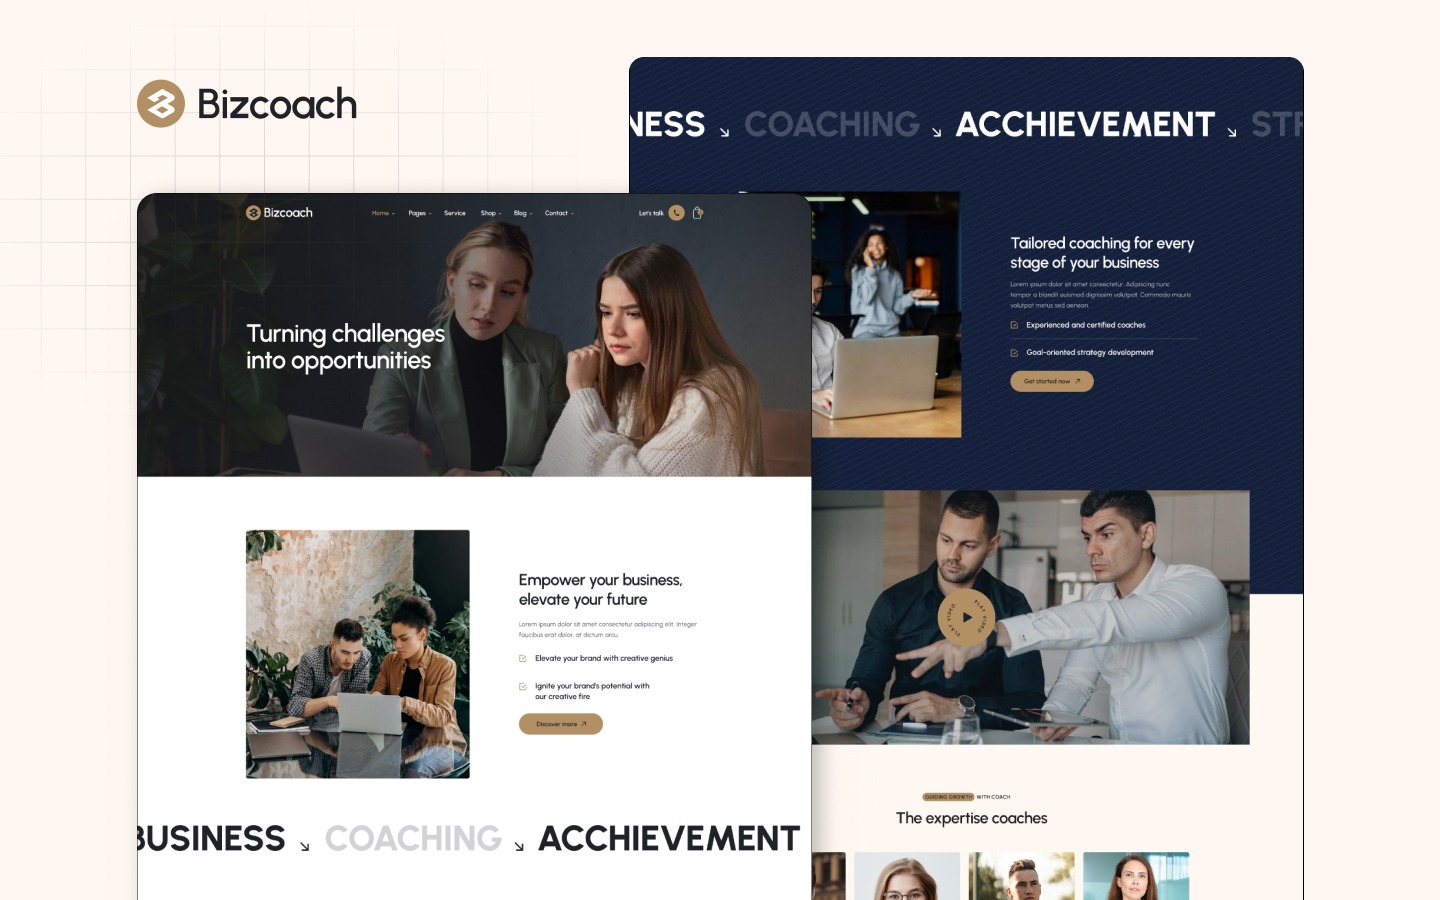 Bizcoach
NESS COACHING ACCHIEVEMENT STR
Tailored coaching for every
stage of your business
Lorem ipsum dolor sit amet consectetur. Adipiscing nunc
tempor a blandit euismod dignissim volutpat. Commodo mauris
volutpat metus sed aenean.
Experienced and certified coaches
Goal-oriented strategy development
Get started now
PLAY VIDEO PLAY VIDEO
GUIDING GROWTH WITH COACH
The expertise coaches
Bizcoach Home Pages Service Shop Blog Contact Let's talk
Turning challenges
into opportunities
Empower your business,
elevate your future
Lorem ipsum dolor sit amet consectetur adipiscing elit. Integer
faucibus erat dolor, at dictum arcu.
Elevate your brand with creative genius
Ignite your brand's potential with
our creative fire
Discover more
BUSINESS COACHING ACCHIEVEMENT